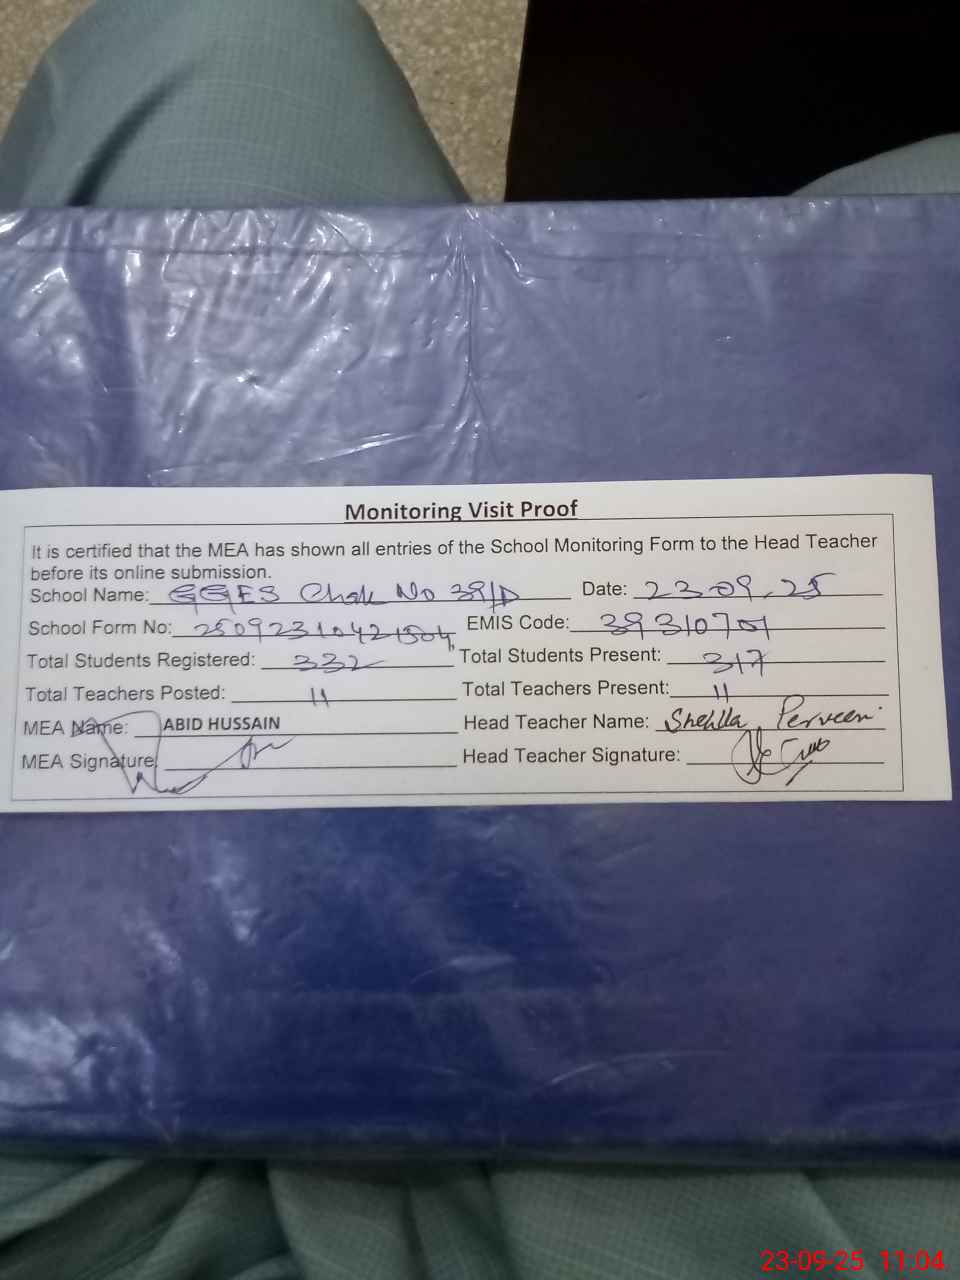 Monitoring Visit Proof
It is certified that the MEA has shown all entries of the School Monitoring Form to the Head Teacher
before its online submission.
School Name: GGES Chak No 39/D Date: 23-09-25
School Form No: EMIS Code: 39310701
Total Students Registered: 332 Total Students Present: 317
Total Teachers Posted: 11 Total Teachers Present: 11
MEA Name: ABID HUSSAIN Head Teacher Name: Shehlla Perveen
MEA Signature: Head Teacher Signature:
23-09-25 11:04